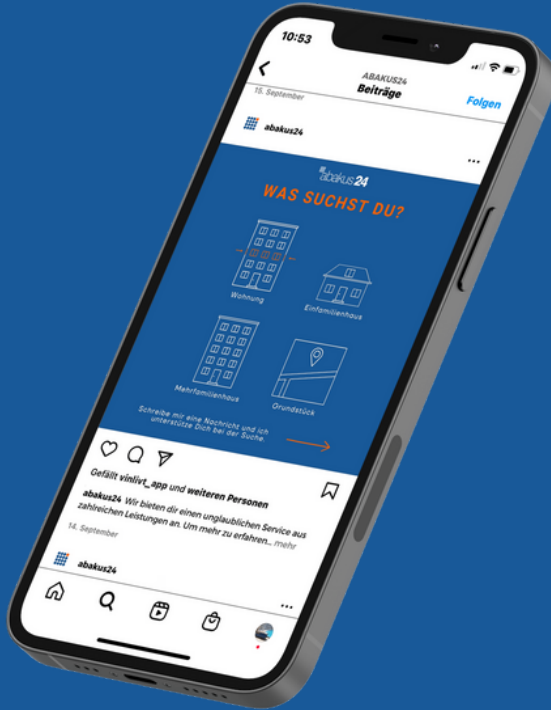 10:53
ABAKUS24
Beiträge
Folgen
15. September
abakus24
abakus24
WAS SUCHST DU?
Wohnung
Einfamilienhaus
Mehrfamilienhaus
Grundstück
Schreibe mir eine Nachricht und ich
unterstütze Dich bei der Suche.
Gefällt vinlivt_app und weiteren Personen
abakus24 Wir bieten dir einen unglaublichen Service aus
zahlreichen Leistungen an. Um mehr zu erfahren... mehr
14. September
abakus24